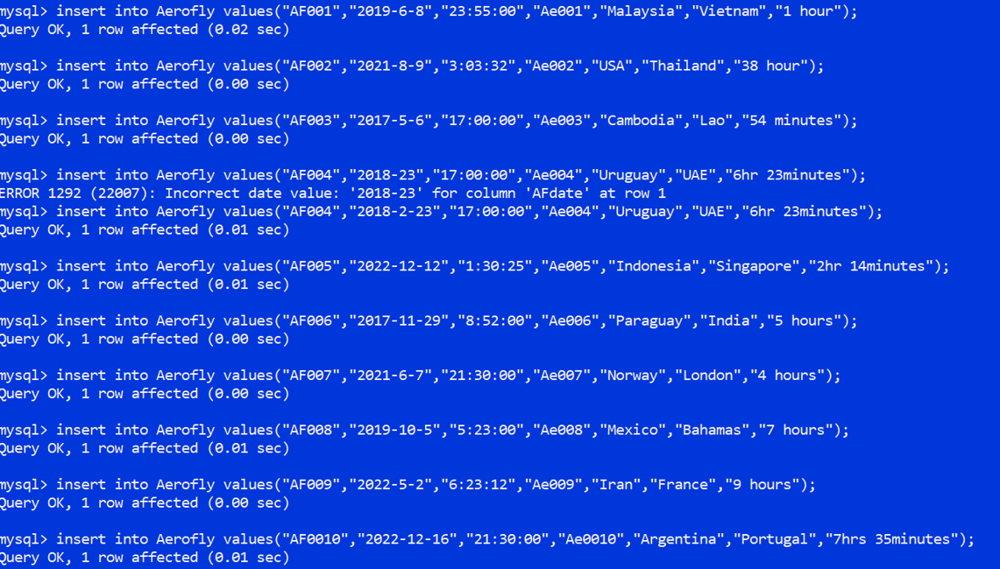 mysql> insert into Aerofly values("AF001","2019-6-8","23:55:00","Ae001","Malaysia","Vietnam","1 hour");
Query OK, 1 row affected (0.02 sec)
mysql> insert into Aerofly values("AF002","2021-8-9","3:03:32","Ae002","USA","Thailand","38 hour");
Query OK, 1 row affected (0.00 sec)
mysql> insert into Aerofly values("AF003","2017-5-6","17:00:00","Ae003","Cambodia","Lao","54 minutes");
Query OK, 1 row affected (0.00 sec)
mysql> insert into Aerofly values("AF004","2018-23","17:00:00","Ae004","Uruguay","UAE","6hr 23minutes");
ERROR 1292 (22007): Incorrect date value: '2018-23' for column 'AFdate' at row 1
mysql> insert into Aerofly values("AF004","2018-2-23","17:00:00","Ae004","Uruguay","UAE","6hr 23minutes");
Query OK, 1 row affected (0.01 sec)
mysql> insert into Aerofly values("AF005","2022-12-12","1:30:25","Ae005","Indonesia","Singapore","2hr 14minutes");
Query OK, 1 row affected (0.01 sec)
mysql> insert into Aerofly values("AF006","2017-11-29","8:52:00","Ae006","Paraguay","India","5 hours");
Query OK, 1 row affected (0.00 sec)
mysql> insert into Aerofly values("AF007","2021-6-7","21:30:00","Ae007","Norway","London","4 hours");
Query OK, 1 row affected (0.00 sec)
mysql> insert into Aerofly values("AF008","2019-10-5","5:23:00","Ae008","Mexico","Bahamas","7 hours");
Query OK, 1 row affected (0.01 sec)
mysql> insert into Aerofly values("AF009","2022-5-2","6:23:12","Ae009","Iran","France","9 hours");
Query OK, 1 row affected (0.00 sec)
mysql> insert into Aerofly values("AF0010","2022-12-16","21:30:00","Ae0010","Argentina","Portugal","7hrs 35minutes");
Query OK, 1 row affected (0.01 sec)